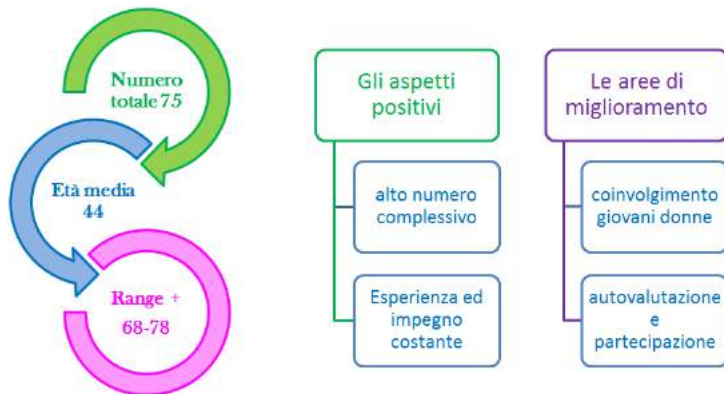 Numero
totale 75
Età media
44
Range +
68-78
Gli aspetti
positivi
alto numero
complessivo
Esperienza ed
impegno
costante
Le aree di
miglioramento
coinvolgimento
giovani donne
autovalutazione
e
partecipazione